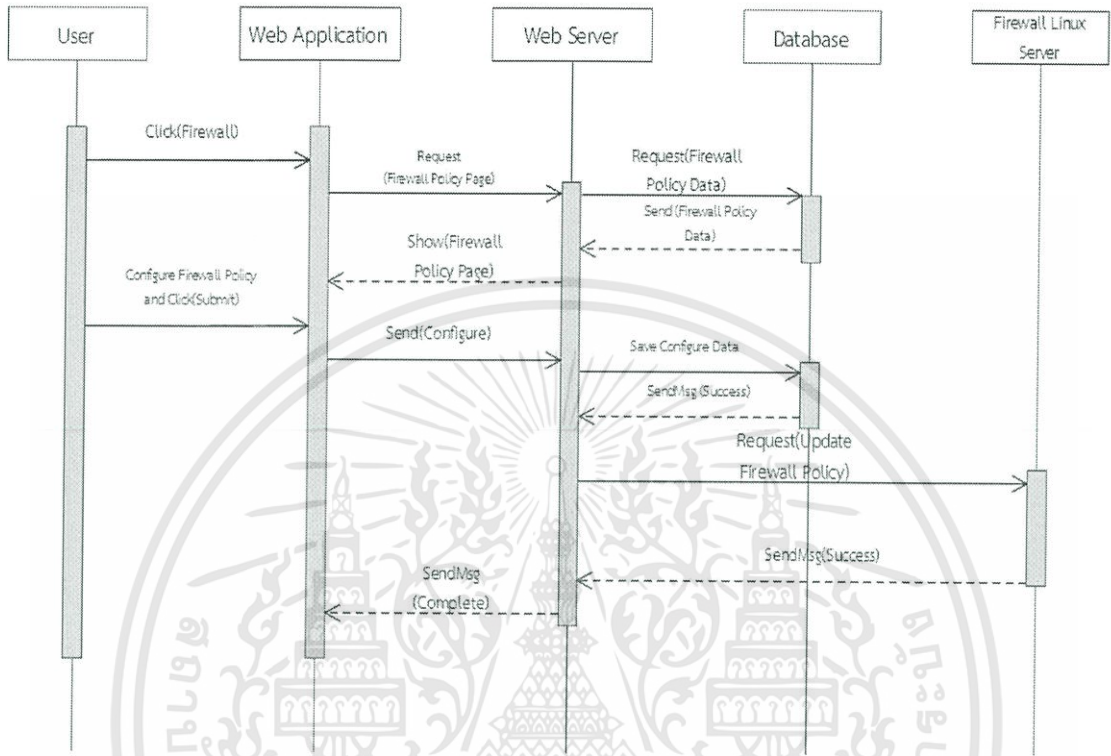 User
Web Application
Web Server
Database
Firewall Linux
Server
Click(Firewall)
Request
(Firewall Policy Page)
Request(Firewall
Policy Data)
Send (Firewall Policy
Data)
Show(Firewall
Policy Page)
Configure Firewall Policy
and Click(Submit)
Send(Configure)
Save Configure Data
SendMsg(Success)
Request(Update
Firewall Policy)
SendMsg(Success)
SendMsg
(Complete)